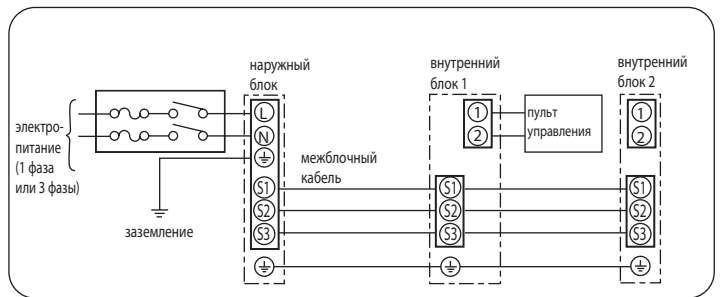 наружный
блок
внутренний
блок 1
внутренний
блок 2
электро-
питание
(1 фаза
или 3 фазы)
L
N
заземление
межблочный
кабель
1
2
пульт
управления
1
2
S1
S2
S3
S1
S2
S3
S1
S2
S3